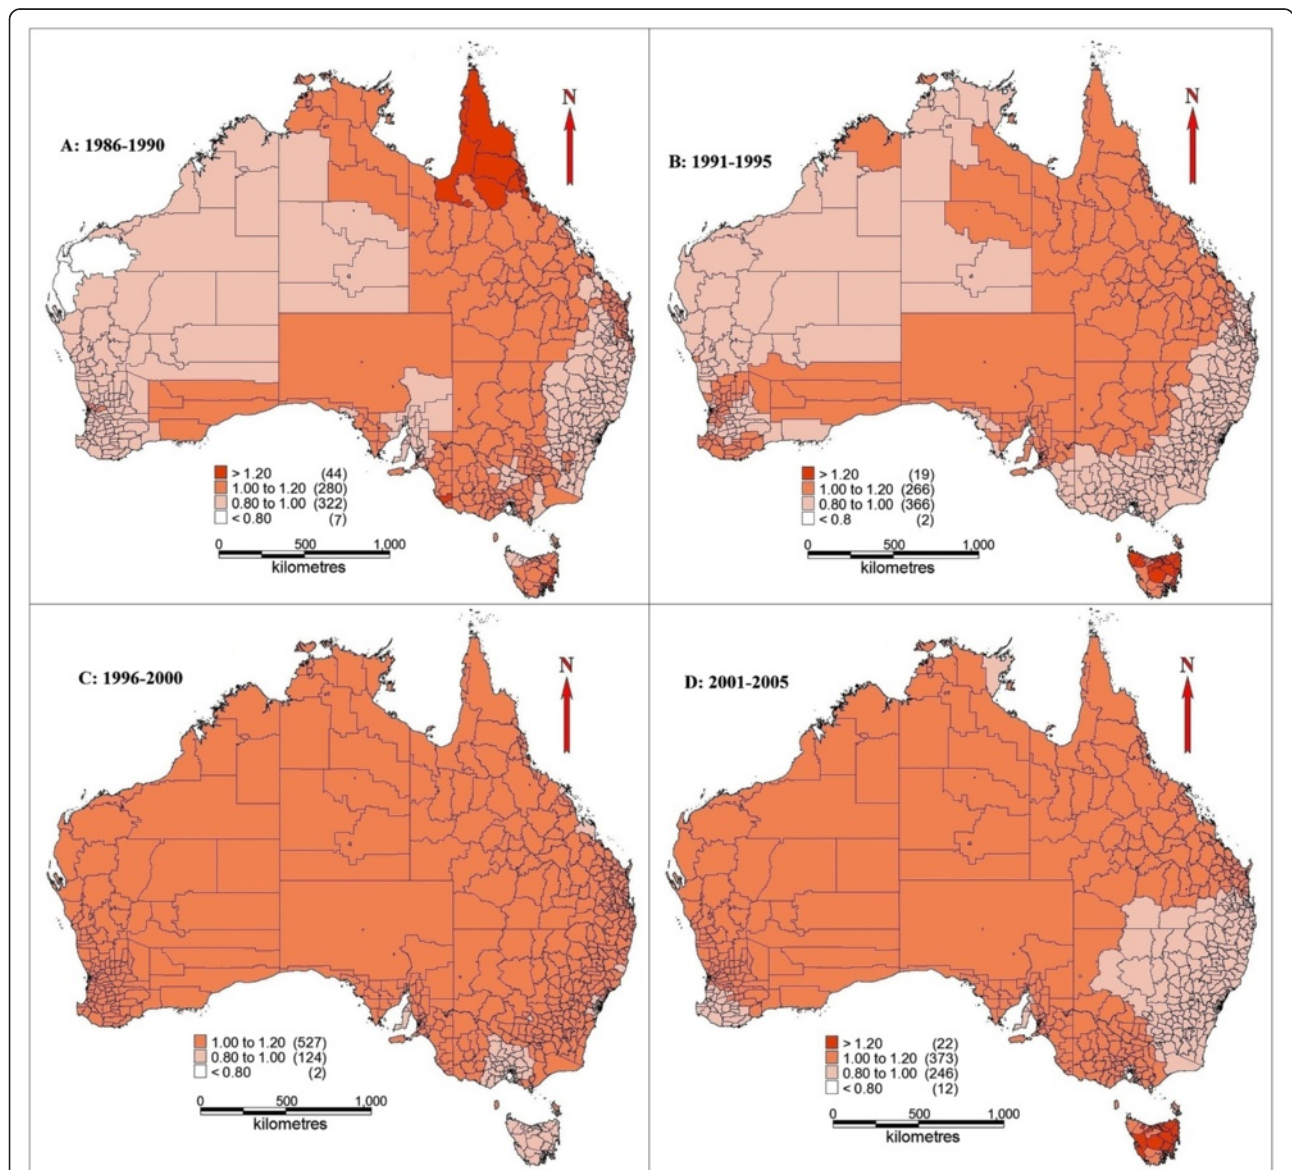 A: 1986-1990
N
> 1.20 (44)
1.00 to 1.20 (280)
0.80 to 1.00 (322)
< 0.80 (7)
0 500 1,000
kilometres
B: 1991-1995
N
> 1.20 (19)
1.00 to 1.20 (266)
0.80 to 1.00 (366)
< 0.8 (2)
0 500 1,000
kilometres
C: 1996-2000
N
1.00 to 1.20 (527)
0.80 to 1.00 (124)
< 0.80 (2)
0 500 1,000
kilometres
D: 2001-2005
N
> 1.20 (22)
1.00 to 1.20 (373)
0.80 to 1.00 (246)
< 0.80 (12)
0 500 1,000
kilometres